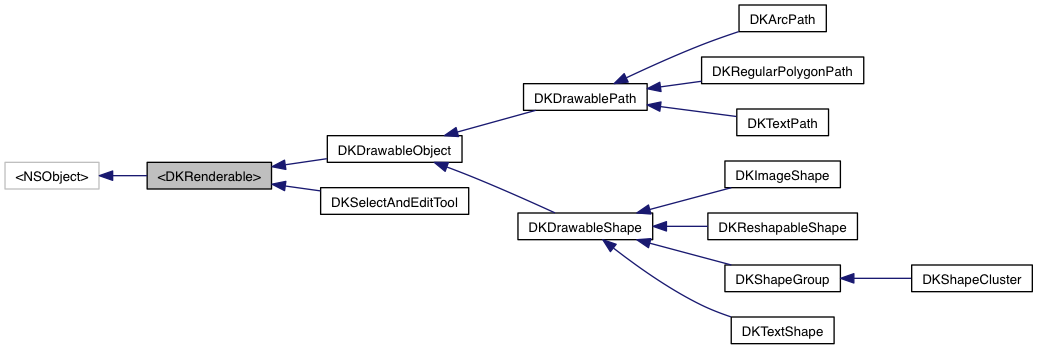 DKArcPath
DKRegularPolygonPath
DKDrawablePath
DKTextPath
DKDrawableObject
<NSObject>
<DKRenderable>
DKImageShape
DKSelectAndEditTool
DKDrawableShape
DKReshapableShape
DKShapeGroup
DKShapeCluster
DKTextShape